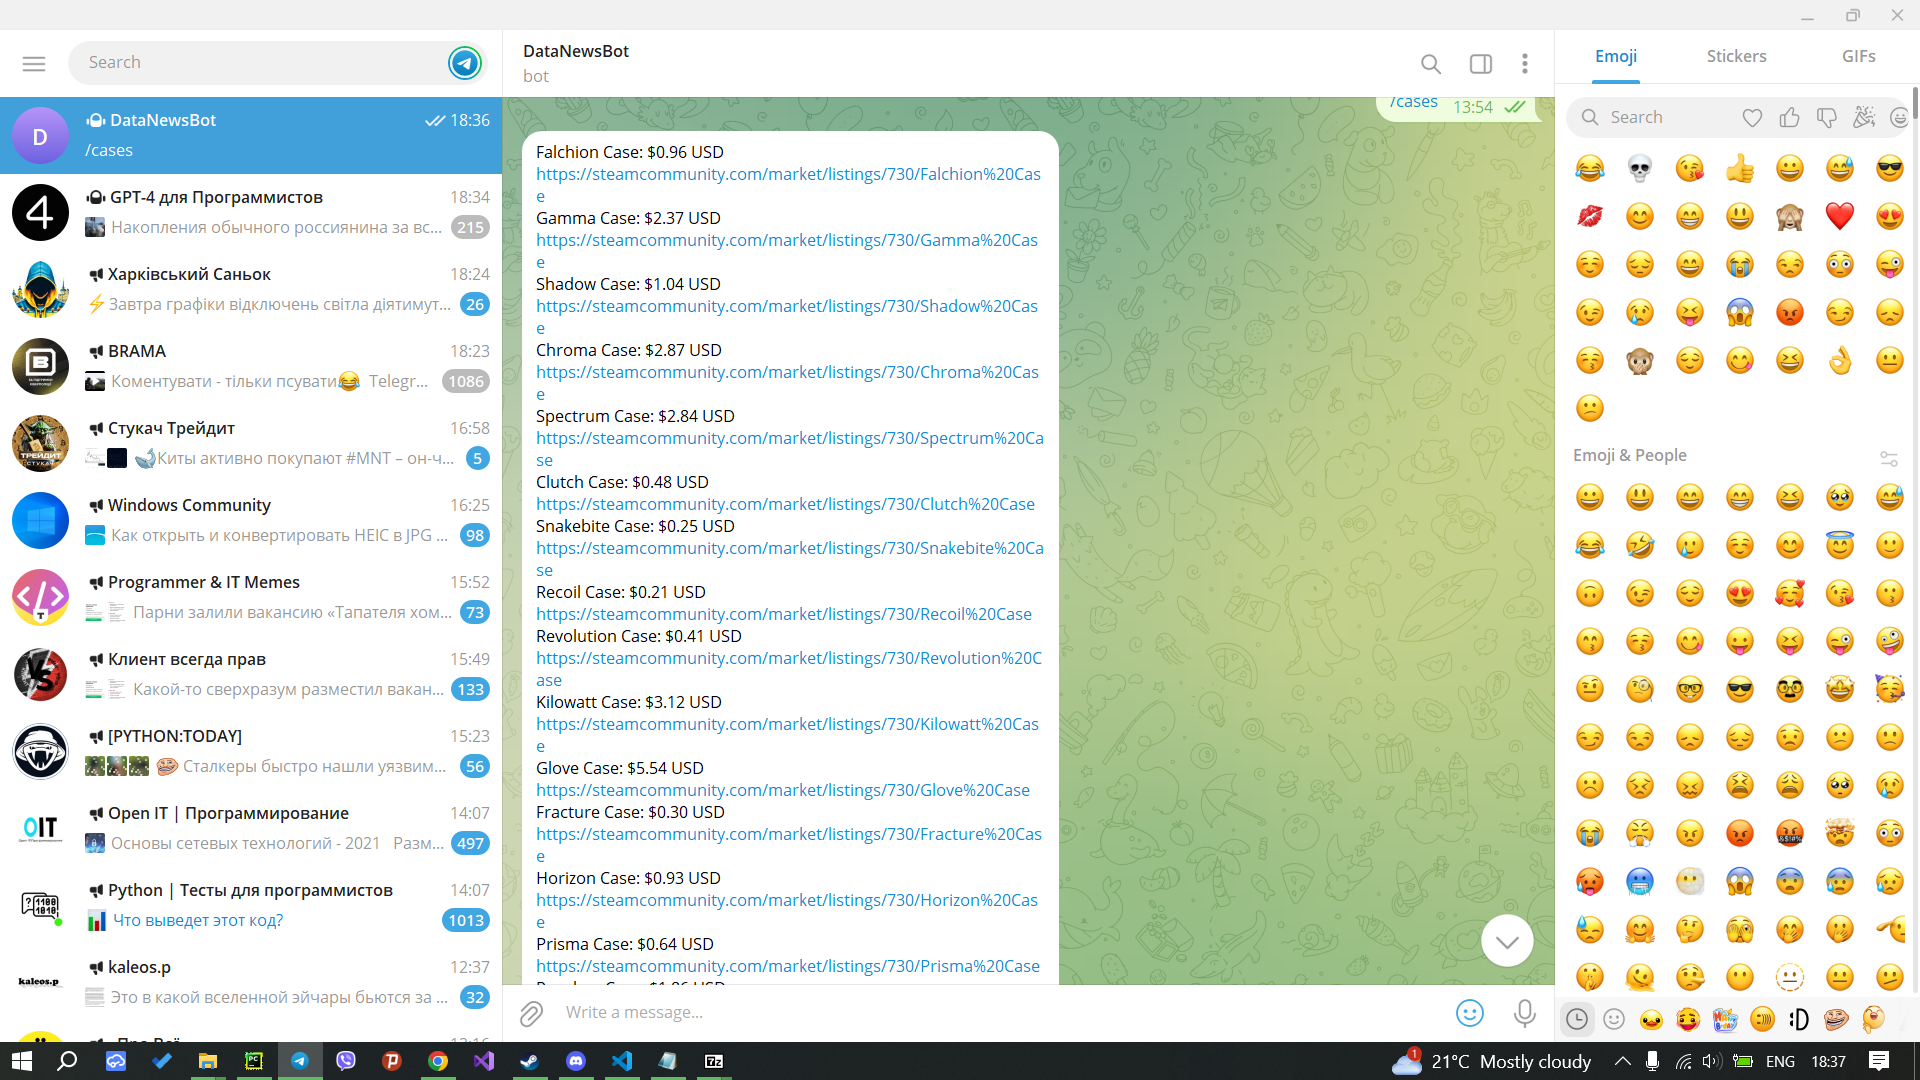 Search
DataNewsBot
18:36
/cases
GPT-4 для Программистов
18:34
Накопления обычного россиянина за вс...
215
Харківський Саньок
18:24
⚡Завтра графіки відключень світла діятимут...
26
BRAMA
18:23
Коментувати - тільки псувати😂 Telegr...
1086
Стукач Трейдит
16:58
🐋Киты активно покупают #MNT – он-ч...
5
Windows Community
16:25
Как открыть и конвертировать HEIC в JPG ...
98
Programmer & IT Memes
15:52
Парни залили вакансию «Тапателя хом...
73
Клиент всегда прав
15:49
Какой-то сверхразум разместил вакан...
133
[PYTHON:TODAY]
15:23
Сталкеры быстро нашли уязвим...
56
Open IT | Программирование
14:07
Основы сетевых технологий - 2021 Разм...
497
Python | Тесты для программистов
14:07
Что выведет этот код?
1013
kaleos.p
12:37
Это в какой вселенной эйчары бьются за ...
32
DataNewsBot
bot
/cases
13:54
Falchion Case: $0.96 USD
https://steamcommunity.com/market/listings/730/Falchion%20Cas
e
Gamma Case: $2.37 USD
https://steamcommunity.com/market/listings/730/Gamma%20Cas
e
Shadow Case: $1.04 USD
https://steamcommunity.com/market/listings/730/Shadow%20Cas
e
Chroma Case: $2.87 USD
https://steamcommunity.com/market/listings/730/Chroma%20Cas
e
Spectrum Case: $2.84 USD
https://steamcommunity.com/market/listings/730/Spectrum%20Ca
se
Clutch Case: $0.48 USD
https://steamcommunity.com/market/listings/730/Clutch%20Case
Snakebite Case: $0.25 USD
https://steamcommunity.com/market/listings/730/Snakebite%20Ca
se
Recoil Case: $0.21 USD
https://steamcommunity.com/market/listings/730/Recoil%20Case
Revolution Case: $0.41 USD
https://steamcommunity.com/market/listings/730/Revolution%20C
ase
Kilowatt Case: $3.12 USD
https://steamcommunity.com/market/listings/730/Kilowatt%20Cas
e
Glove Case: $5.54 USD
https://steamcommunity.com/market/listings/730/Glove%20Case
Fracture Case: $0.30 USD
https://steamcommunity.com/market/listings/730/Fracture%20Cas
e
Horizon Case: $0.93 USD
https://steamcommunity.com/market/listings/730/Horizon%20Cas
e
Prisma Case: $0.64 USD
https://steamcommunity.com/market/listings/730/Prisma%20Case
Write a message...
Emoji
Stickers
GIFs
Search
Emoji & People
21°C Mostly cloudy
ENG
18:37